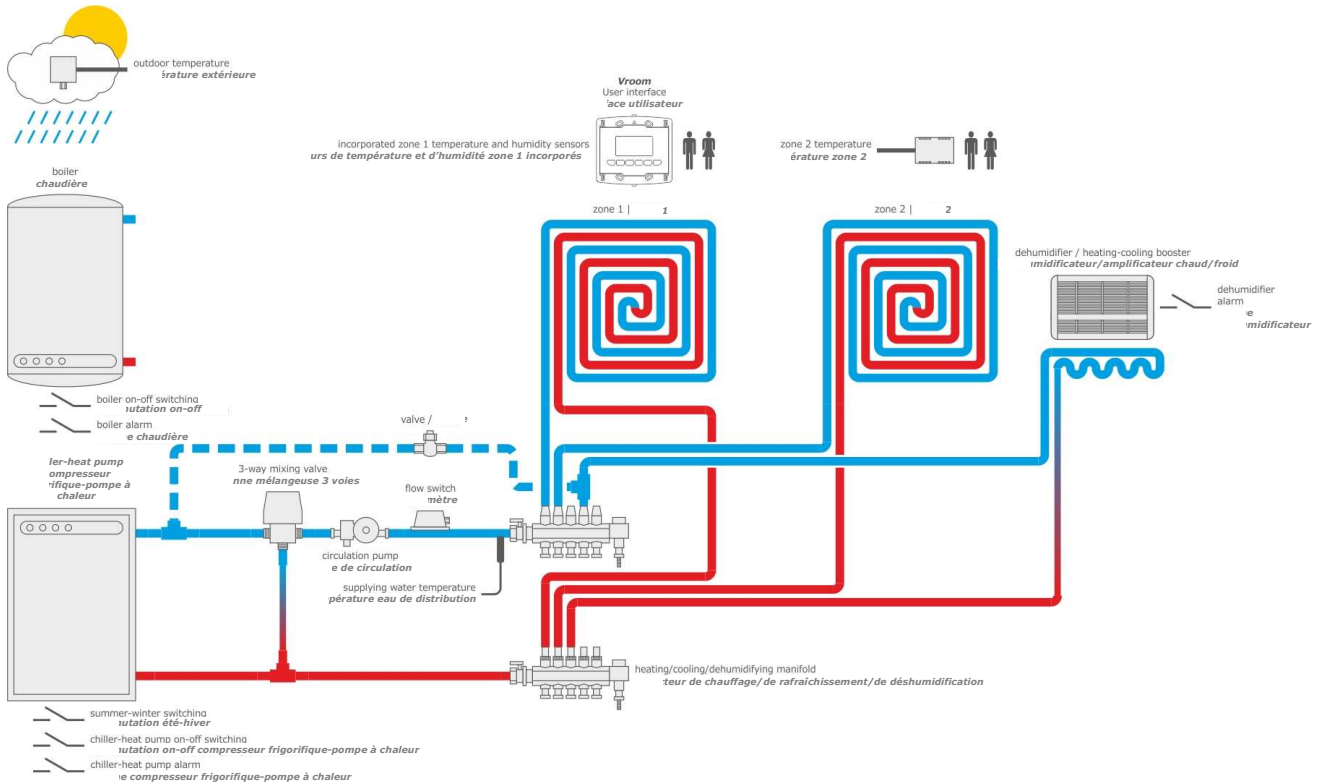 outdoor temperature
érature extérieure
Vroom
User interface
ace utilisateur
incorporated zone 1 temperature and humidity sensors
urs de température et d'humidité zone 1 incorporés
zone 2 temperature
érature zone 2
boiler
chaudière
zone 1 | 1
zone 2 | 2
dehumidifier / heating-cooling booster
midificateur/amplificateur chaud/froid
dehumidifier
alarm
midificateur
boiler on-off switching
utation on-off
boiler alarm
e chaudière
valve / e
ler-heat pump
ompresseur
rifique-pompe à
chaleur
3-way mixing valve
nne mélangeuse 3 voies
flow switch
mètre
circulation pump
e de circulation
supplying water temperature
pérature eau de distribution
heating/cooling/dehumidifying manifold
cteur de chauffage/de rafraîchissement/de déshumidification
summer-winter switching
utation été-hiver
chiller-heat pump on-off switching
utation on-off compresseur frigorifique-pompe à chaleur
chiller-heat pump alarm
e compresseur frigorifique-pompe à chaleur